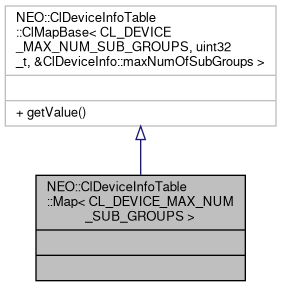 NEO::ClDeviceInfoTable
::ClMapBase< CL_DEVICE
_MAX_NUM_SUB_GROUPS, uint32
_t, &ClDeviceInfo::maxNumOfSubGroups >
+ getValue()
NEO::ClDeviceInfoTable
::Map< CL_DEVICE_MAX_NUM
_SUB_GROUPS >